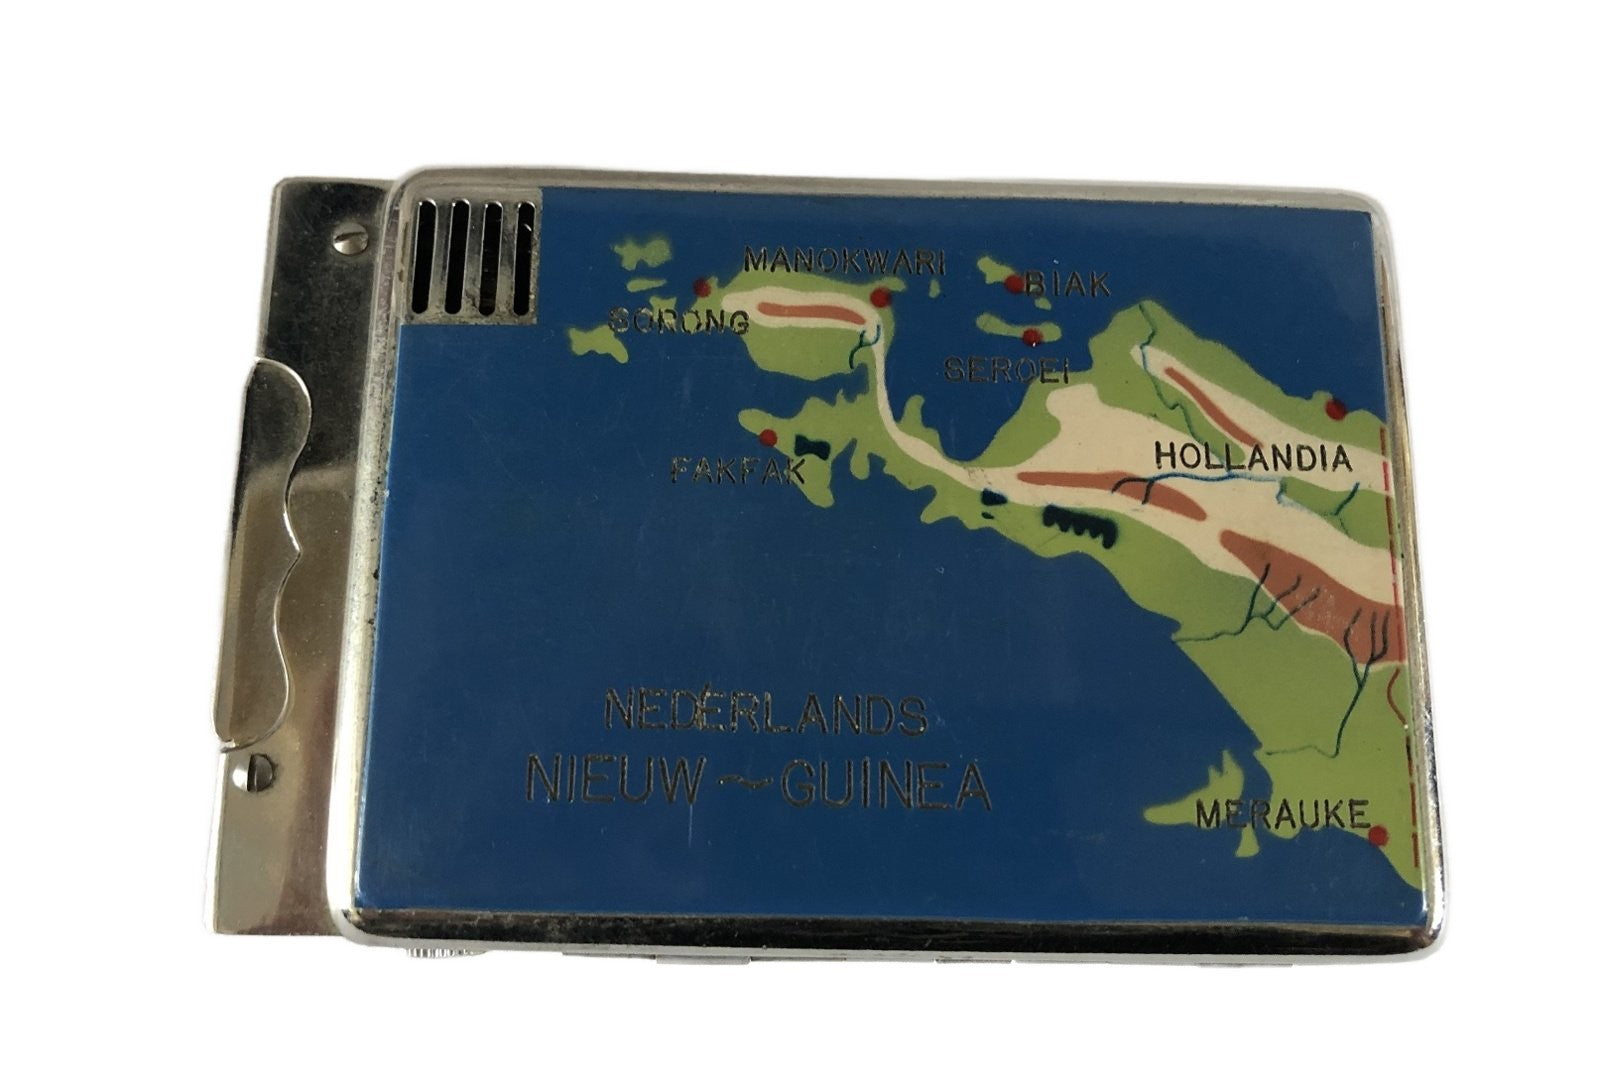 MANOKWARI
BIAK
SORONG
SEROEI
HOLLANDIA
FAKFAK
NEDERLANDS
NIEUW ~ GUINEA
MERAUKE